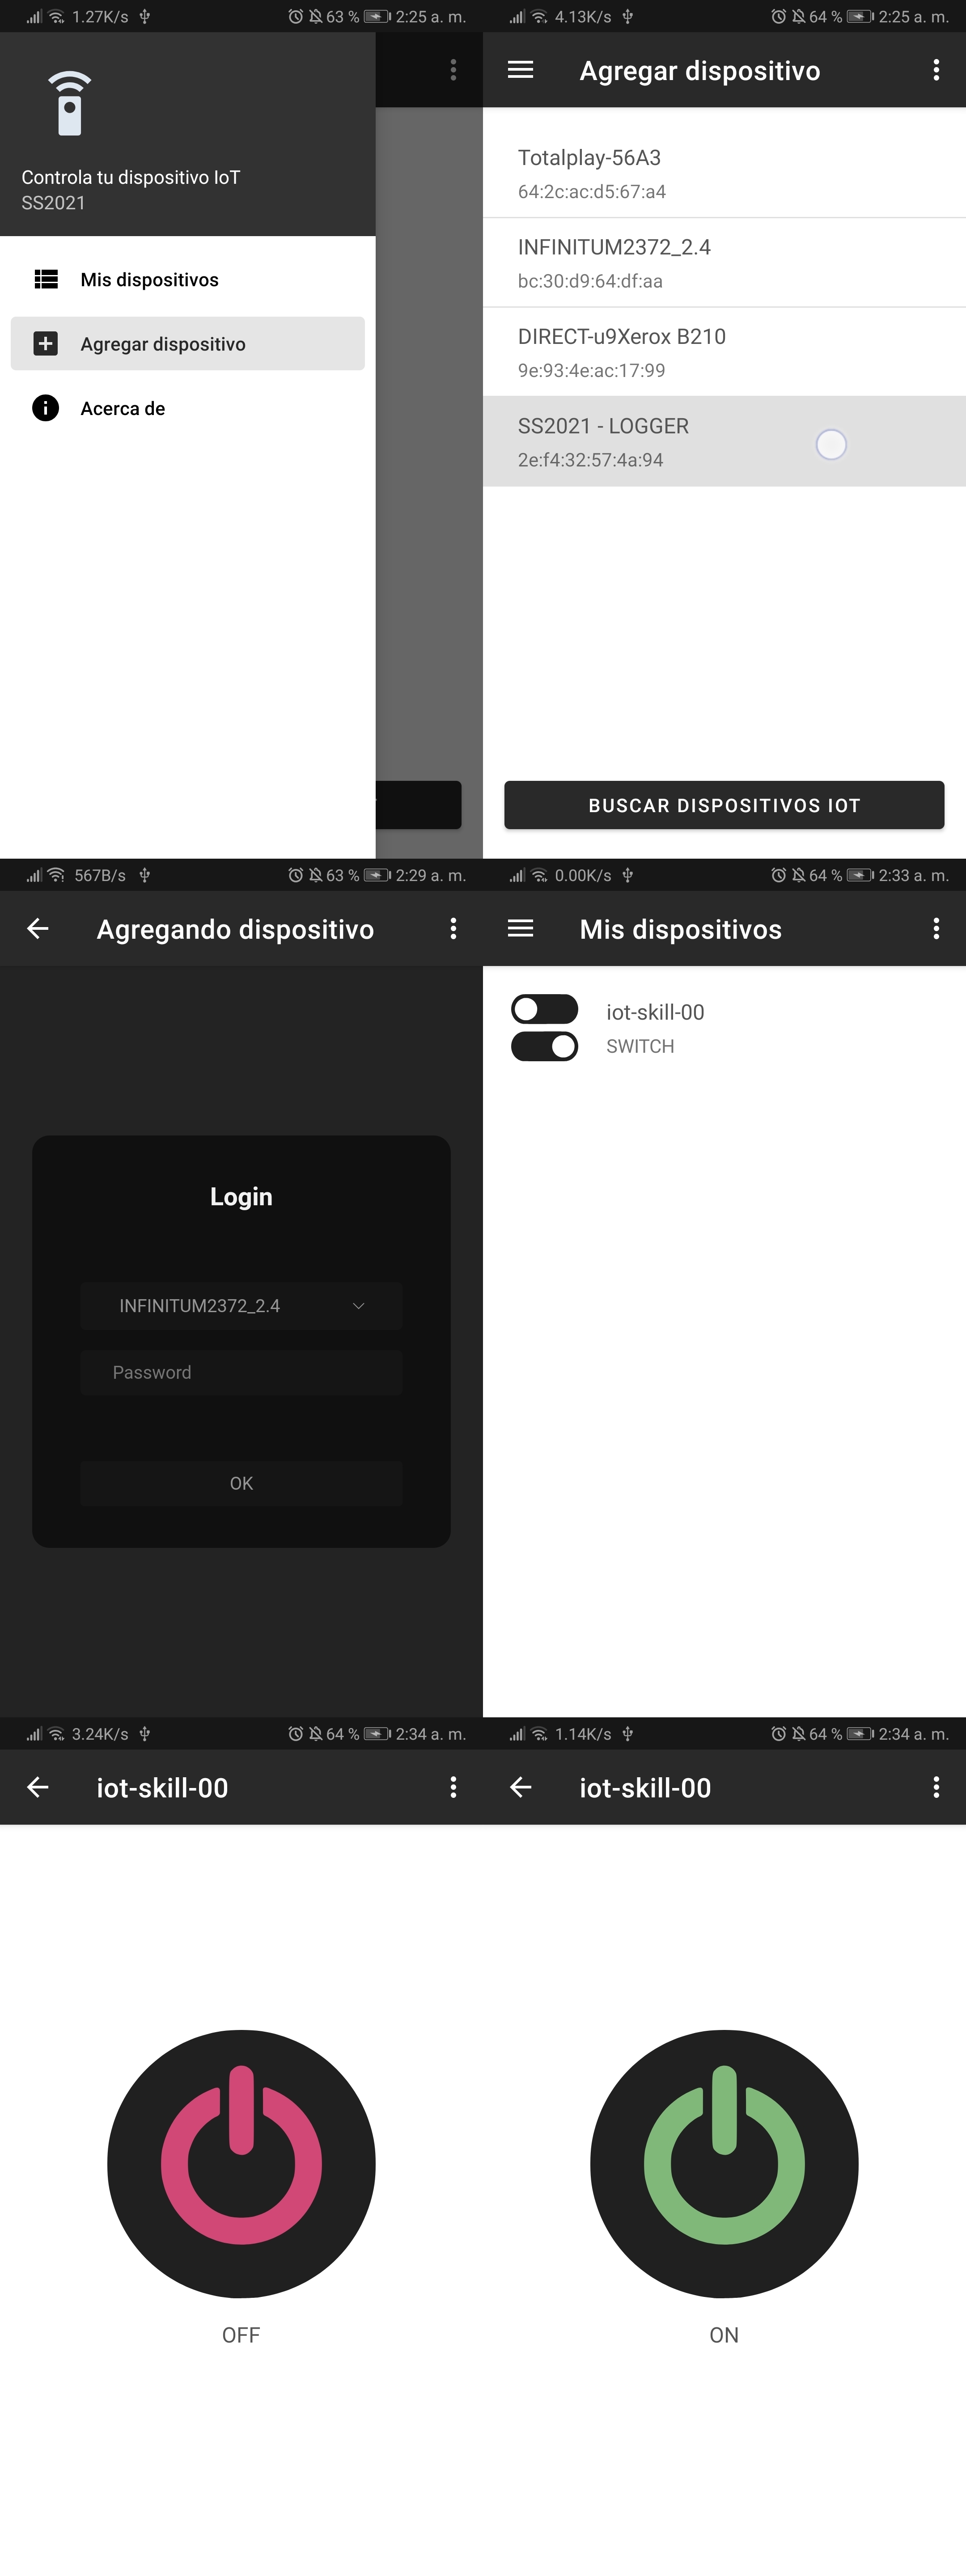 1.27K/s 63 % 2:25 a. m.
Controla tu dispositivo IoT
SS2021
Mis dispositivos
Agregar dispositivo
Acerca de
4.13K/s 64 % 2:25 a. m.
Agregar dispositivo
Totalplay-56A3
64:2c:ac:d5:67:a4
INFINITUM2372_2.4
bc:30:d9:64:df:aa
DIRECT-u9Xerox B210
9e:93:4e:ac:17:99
SS2021 - LOGGER
2e:f4:32:57:4a:94
BUSCAR DISPOSITIVOS IOT
567B/s 63 % 2:29 a. m.
Agregando dispositivo
Login
INFINITUM2372_2.4
Password
OK
0.00K/s 64 % 2:33 a. m.
Mis dispositivos
iot-skill-00
SWITCH
3.24K/s 64 % 2:34 a. m.
iot-skill-00
OFF
1.14K/s 64 % 2:34 a. m.
iot-skill-00
ON